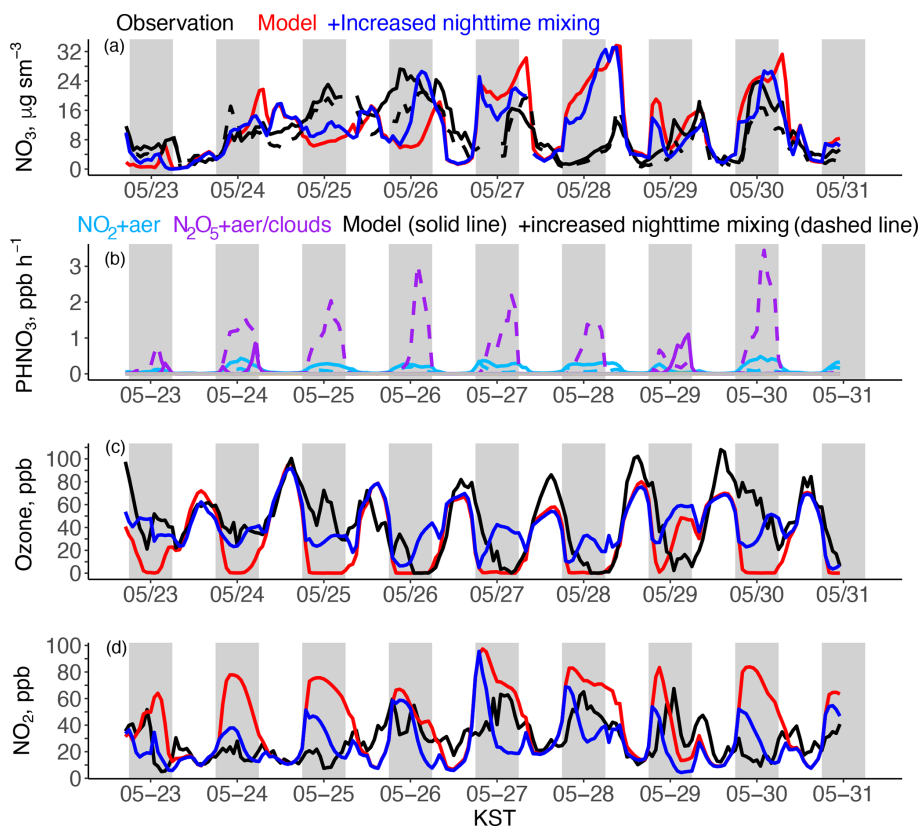 Observation Model +Increased nighttime mixing
(a)
NO₃, µg sm⁻³
32
24
16
8
0
05/23 05/24 05/25 05/26 05/27 05/28 05/29 05/30 05/31
NO₂+aer N₂O₅+aer/clouds Model (solid line) +increased nighttime mixing (dashed line)
(b)
PHNO₃, ppb h⁻¹
3
2
1
0
05−23 05−24 05−25 05−26 05−27 05−28 05−29 05−30 05−31
(c)
Ozone, ppb
100
80
60
40
20
0
05/23 05/24 05/25 05/26 05/27 05/28 05/29 05/30 05/31
(d)
NO₂, ppb
100
80
60
40
20
0
05−23 05−24 05−25 05−26 05−27 05−28 05−29 05−30 05−31
KST